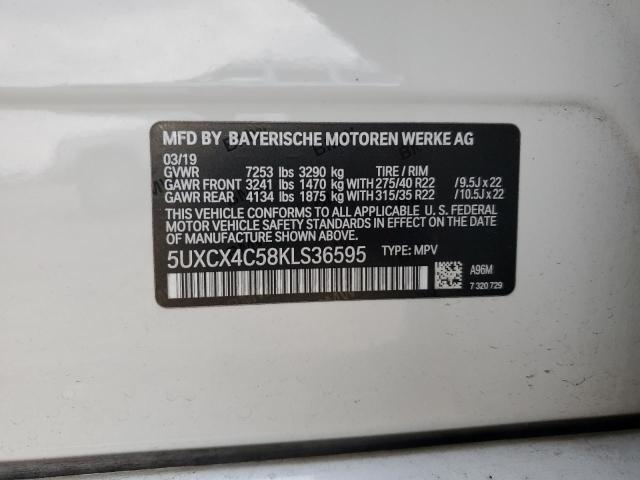 MFD BY BAYERISCHE MOTOREN WERKE AG
03/19
GVWR 7253 lbs 3290 kg TIRE / RIM
GAWR FRONT 3241 lbs 1470 kg WITH 275/40 R22 /9.5J x 22
GAWR REAR 4134 lbs 1875 kg WITH 315/35 R22 /10.5J x 22
THIS VEHICLE CONFORMS TO ALL APPLICABLE U. S. FEDERAL
MOTOR VEHICLE SAFETY STANDARDS IN EFFECT ON THE DATE
OF MANUFACTURE SHOWN ABOVE.
5UXCX4C58KLS36595 TYPE: MPV
A96M
7 320 729